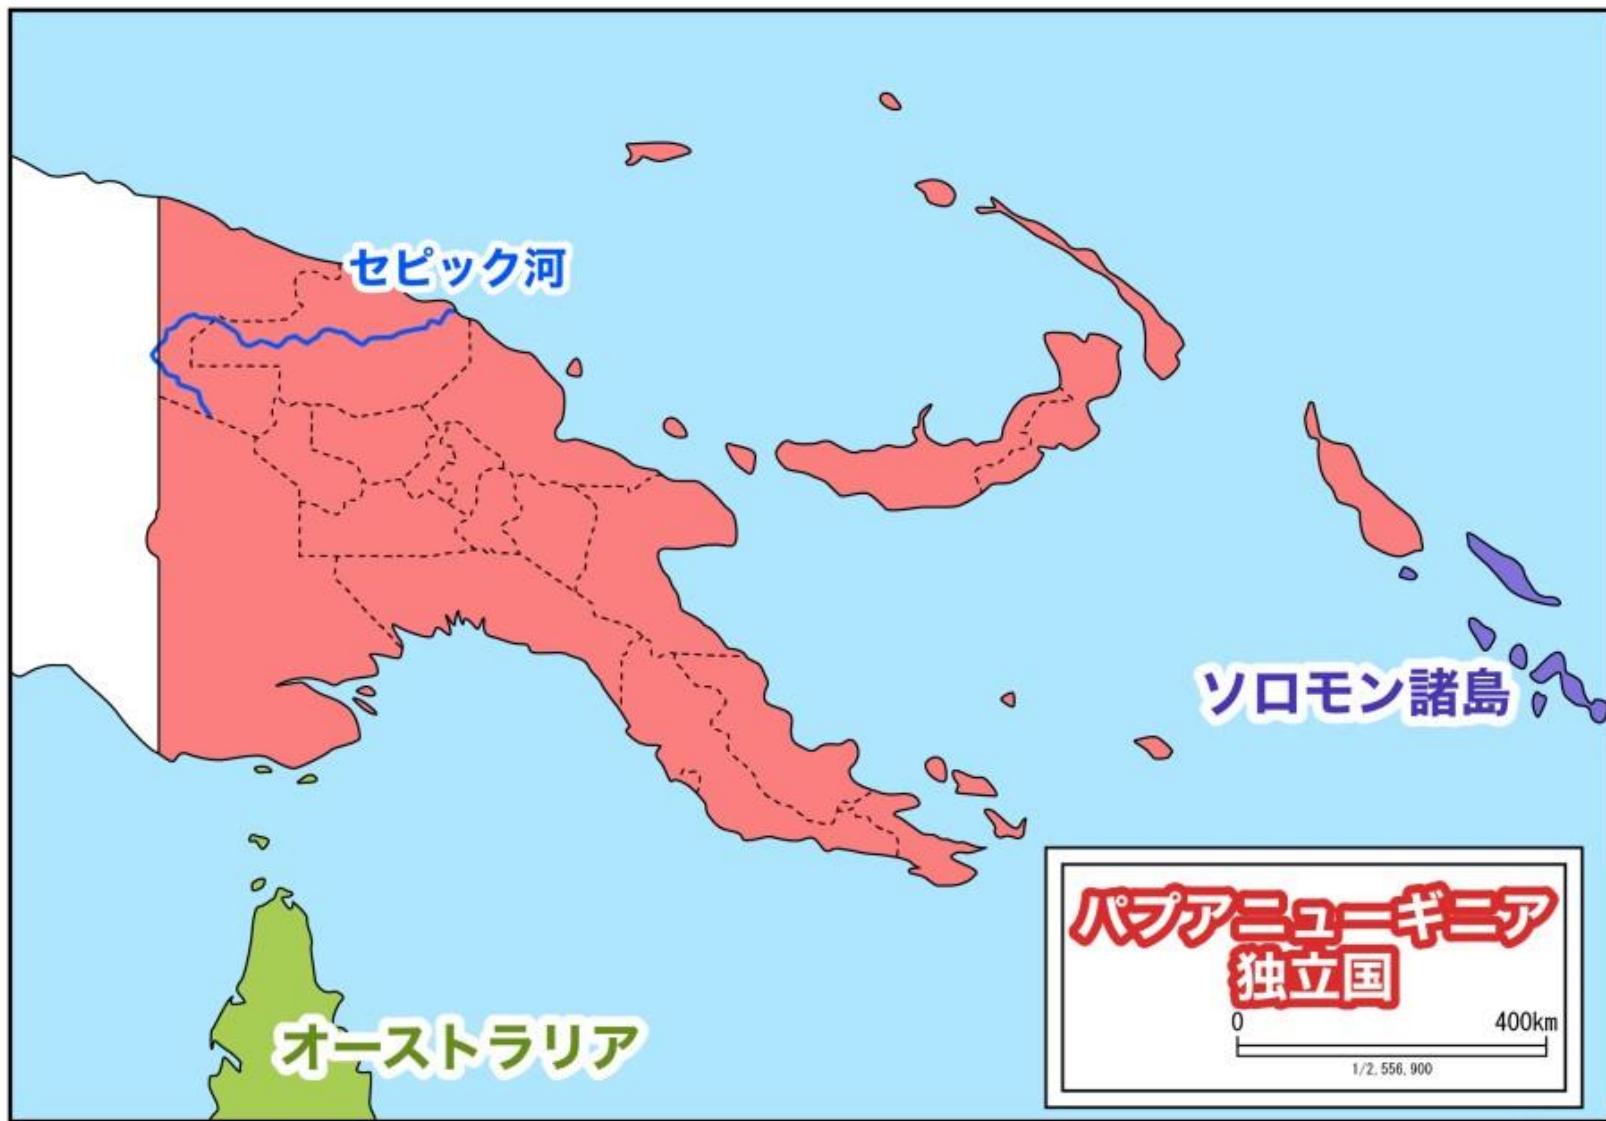 セピック河
ソロモン諸島
オーストラリア
パプアニューギニア
独立国
0 400km
1/2,556,900